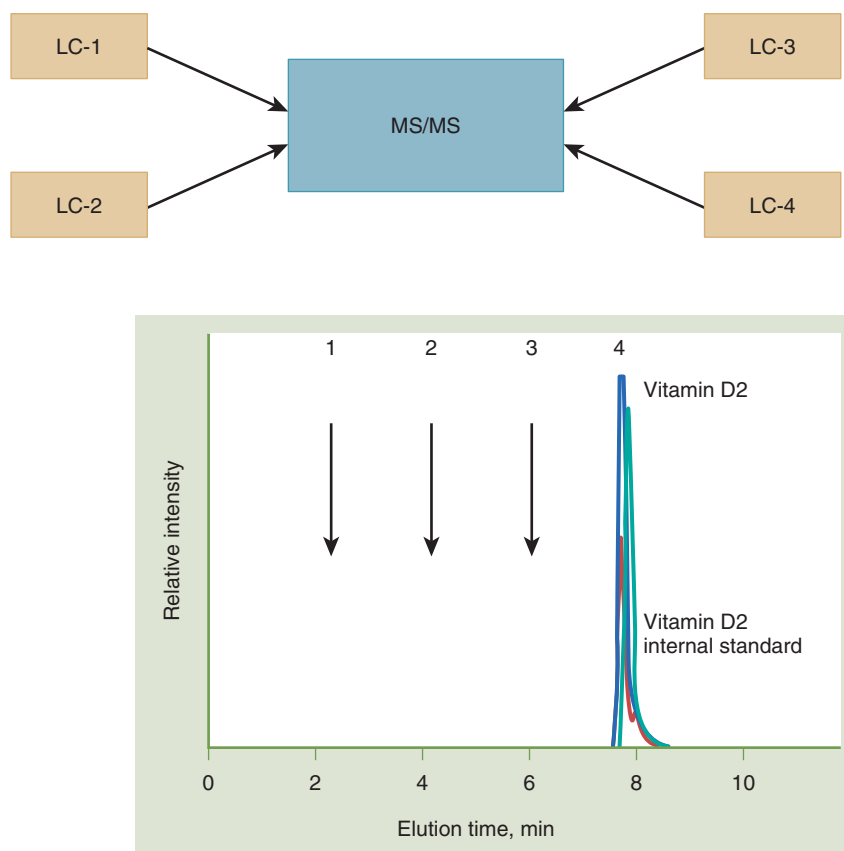 LC-1
LC-3
MS/MS
LC-2
LC-4
1 2 3 4
Vitamin D2
Relative intensity
Vitamin D2
internal standard
0 2 4 6 8 10
Elution time, min